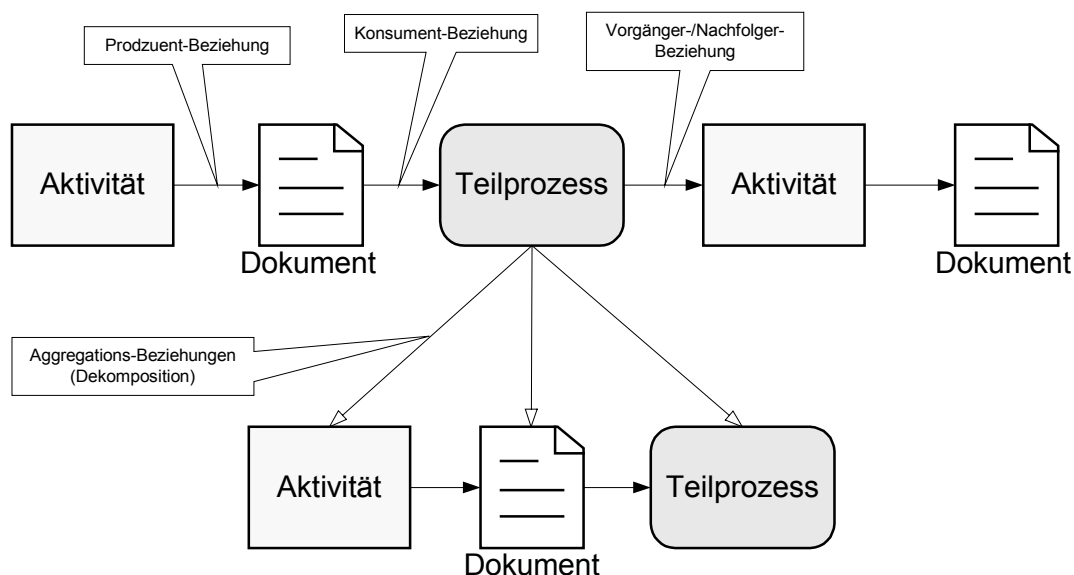 Prodzuent-Beziehung
Konsument-Beziehung
Vorgänger-/Nachfolger-
Beziehung
Aktivität
Teilprozess
Aktivität
Dokument
Dokument
Aggregations-Beziehungen
(Dekomposition)
Aktivität
Teilprozess
Dokument